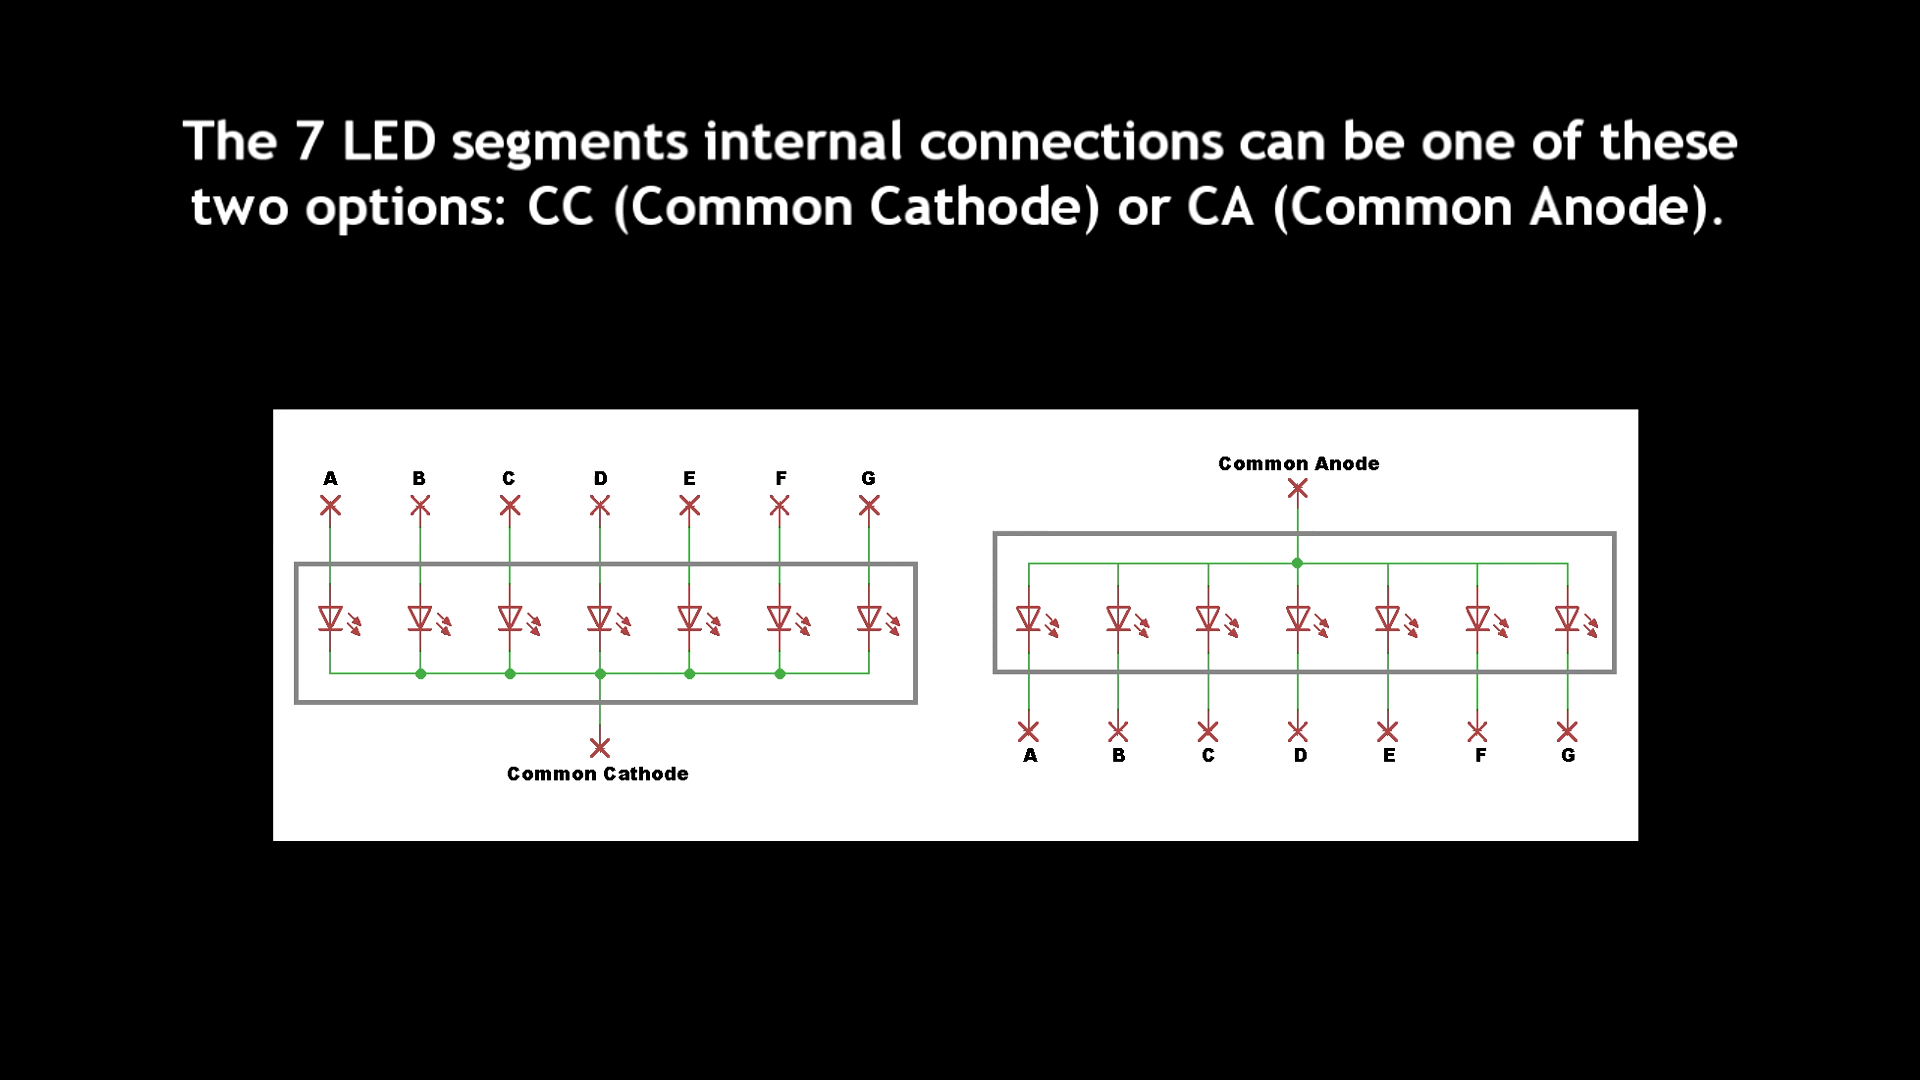 The 7 LED segments internal connections can be one of these
two options: CC (Common Cathode) or CA (Common Anode).
A B C D E F G
Common Cathode
Common Anode
A B C D E F G